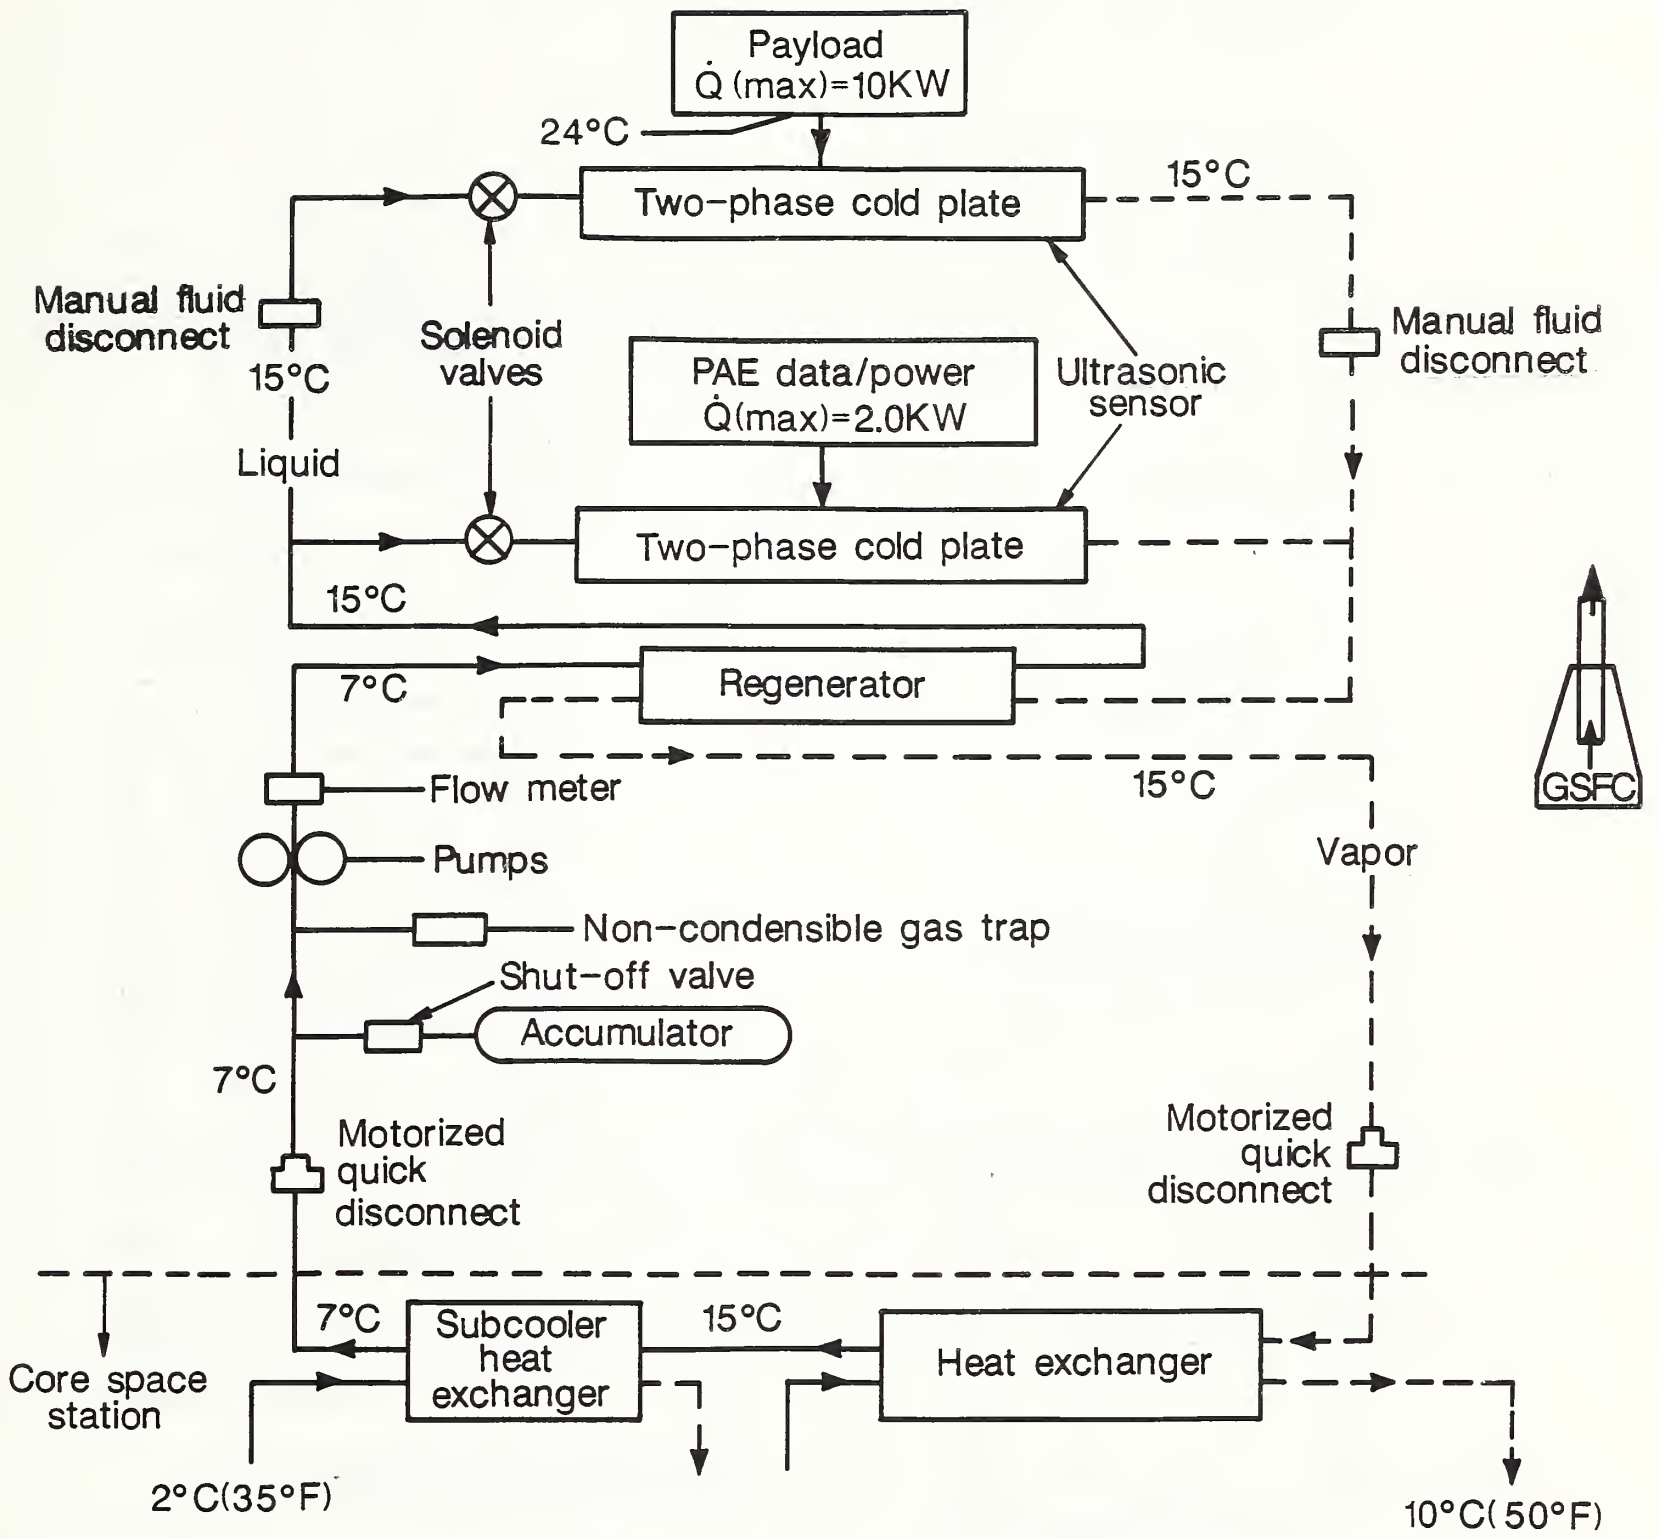 Payload
Q̇ (max)=10KW
24°C
15°C
Two-phase cold plate
Manual fluid
disconnect
15°C
Solenoid
valves
PAE data/power
Q̇(max)=2.0KW
Ultrasonic
sensor
Manual fluid
disconnect
Liquid
Two-phase cold plate
15°C
7°C
Regenerator
15°C
GSFC
Flow meter
Vapor
Pumps
Non-condensible gas trap
Shut-off valve
Accumulator
7°C
Motorized
quick
disconnect
Motorized
quick
disconnect
7°C
Subcooler
heat
exchanger
15°C
Heat exchanger
Core space
station
2°C(35°F)
10°C(50°F)